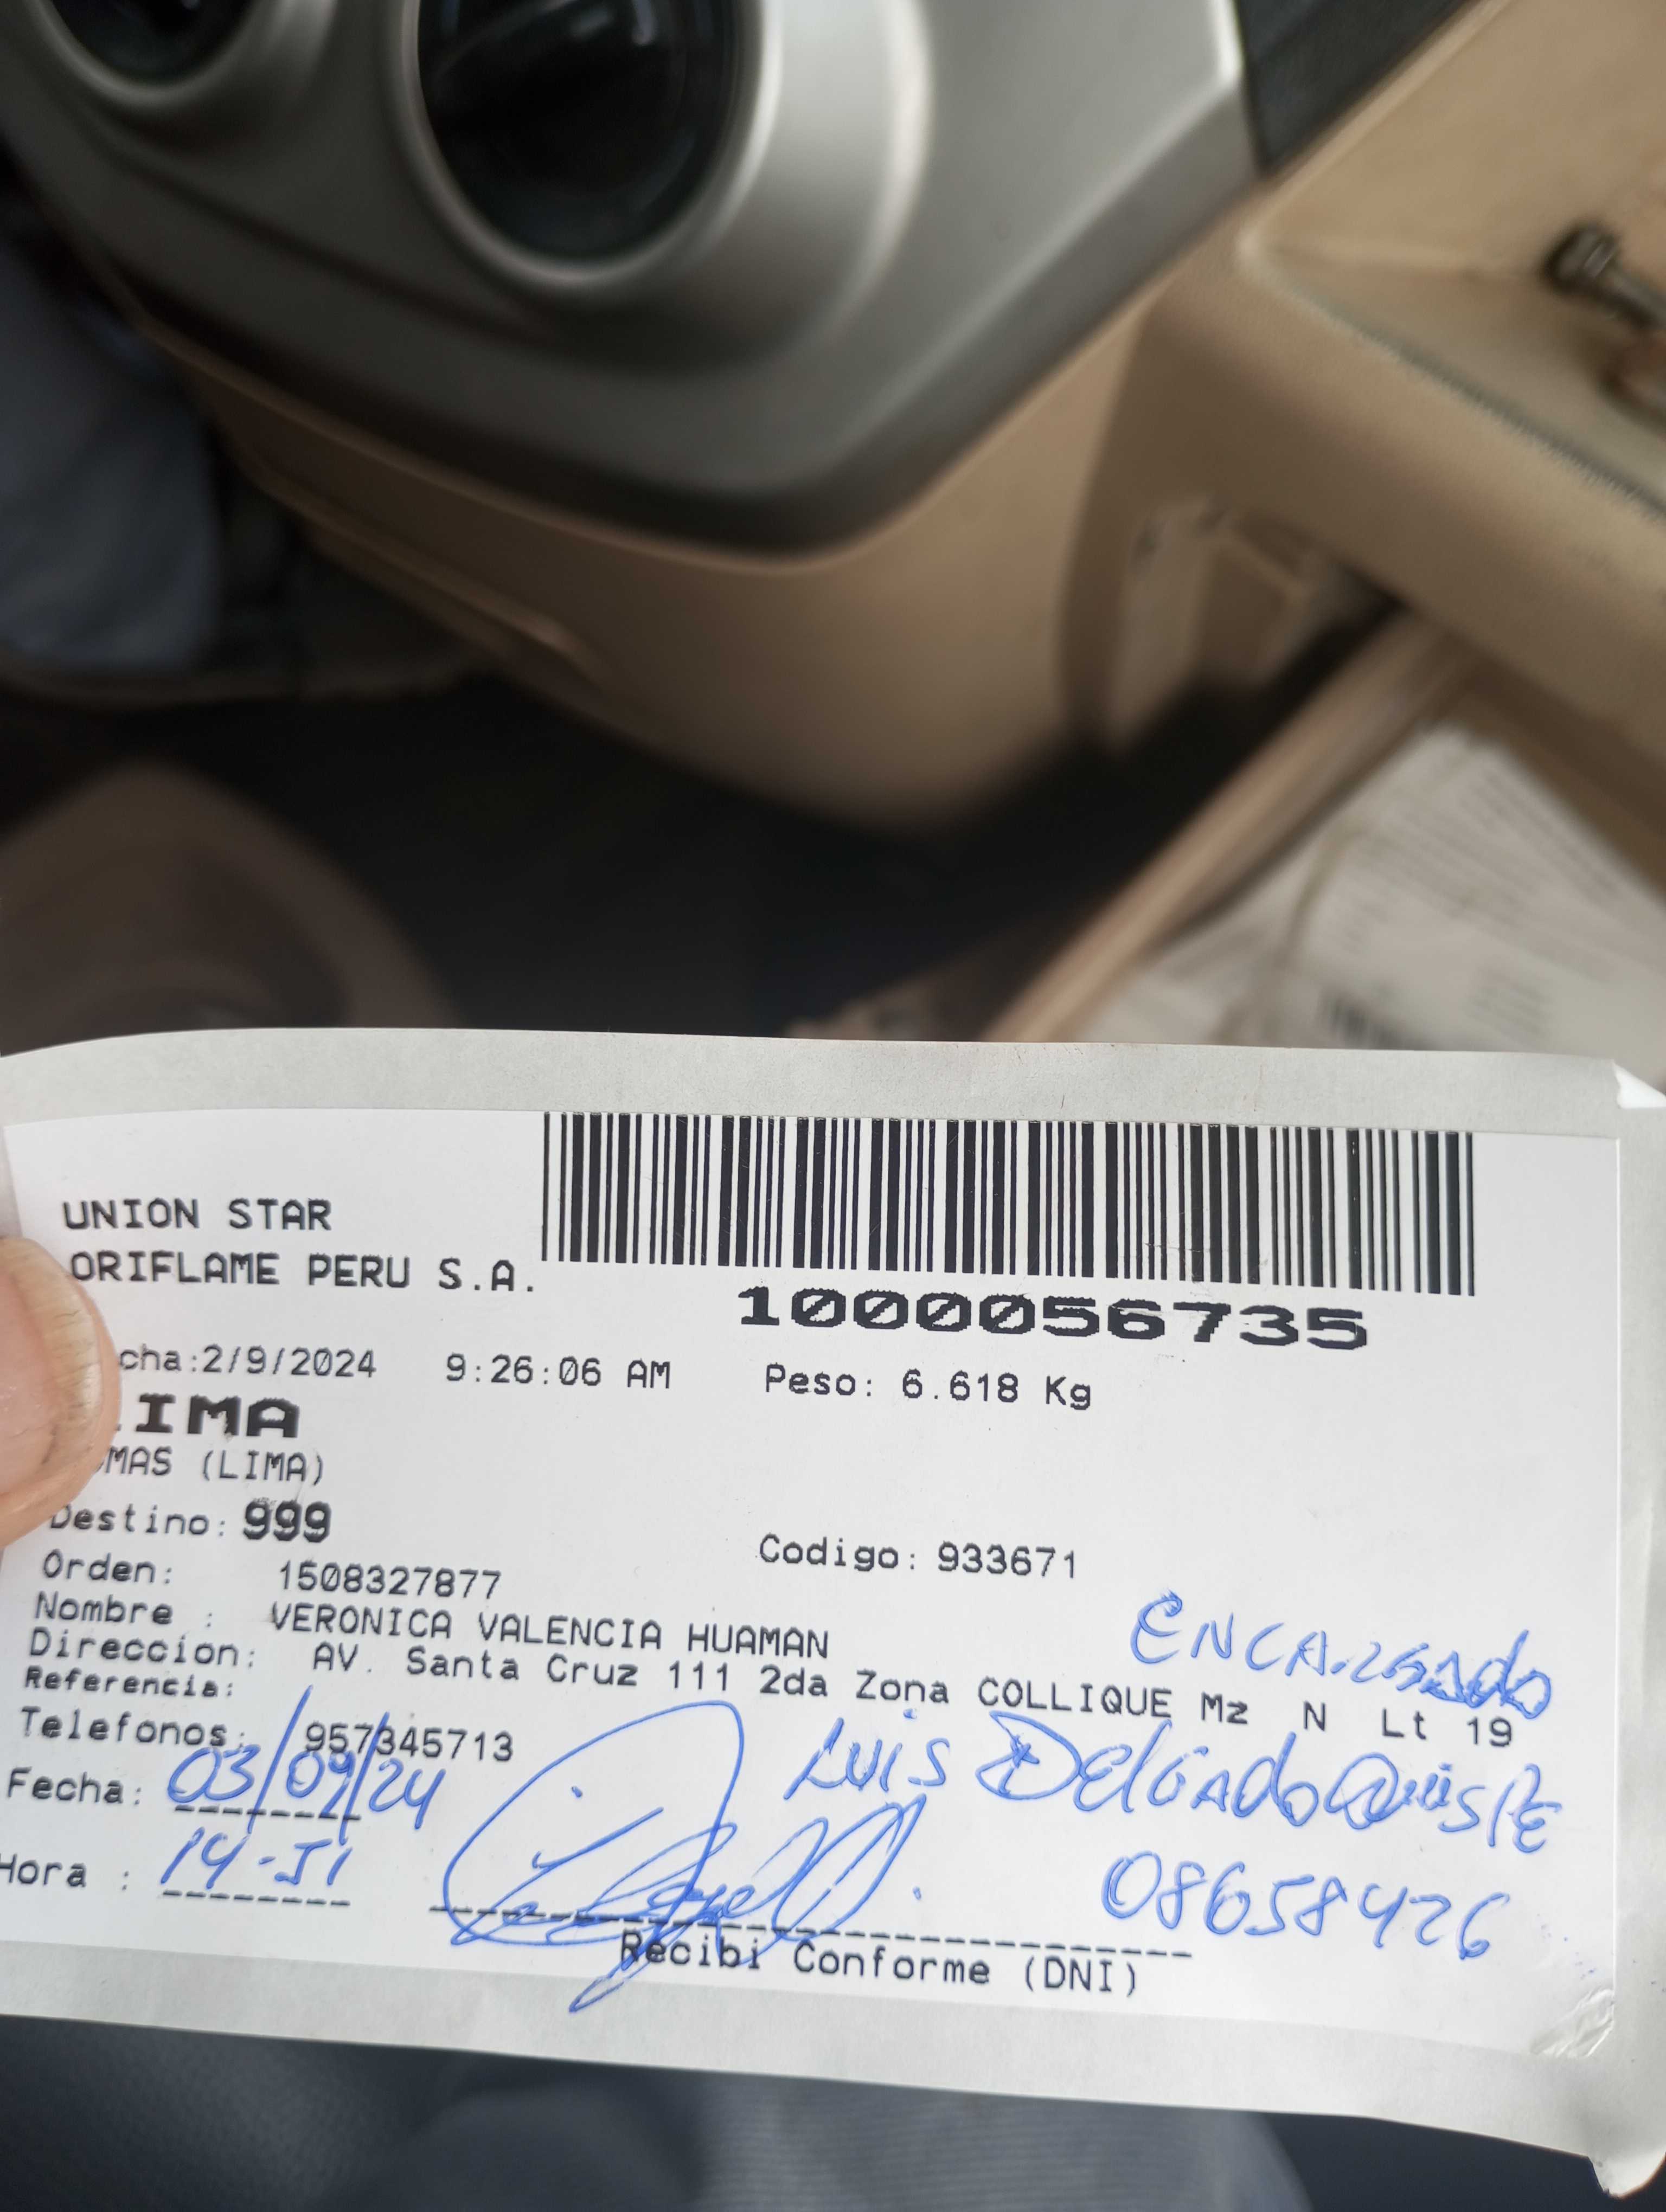 UNION STAR
ORIFLAME PERU S.A.
1000056735
cha:2/9/2024 9:26:06 AM Peso: 6.618 Kg
IMA
MAS (LIMA)
Destino: 999
Codigo: 933671
Orden: 1508327877
Nombre : VERONICA VALENCIA HUAMAN
ENCARGADO
Direccion: AV. Santa Cruz 111 2da Zona COLLIQUE Mz N Lt 19
Referencia:
Telefonos: 957345713
Luis Delgado Quispe
Fecha: 03/09/24
Hora : 14-51
08658426
Recibi Conforme (DNI)